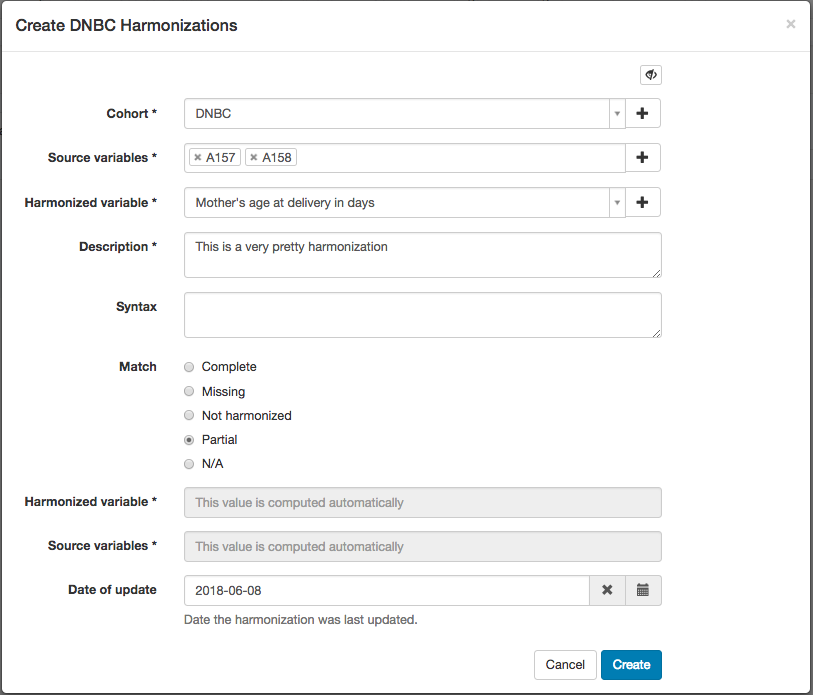 Create DNBC Harmonizations ×
Cohort * DNBC
Source variables * × A157 × A158
Harmonized variable * Mother's age at delivery in days
Description * This is a very pretty harmonization
Syntax
Match Complete
Missing
Not harmonized
Partial
N/A
Harmonized variable * This value is computed automatically
Source variables * This value is computed automatically
Date of update 2018-06-08
Date the harmonization was last updated.
Cancel Create